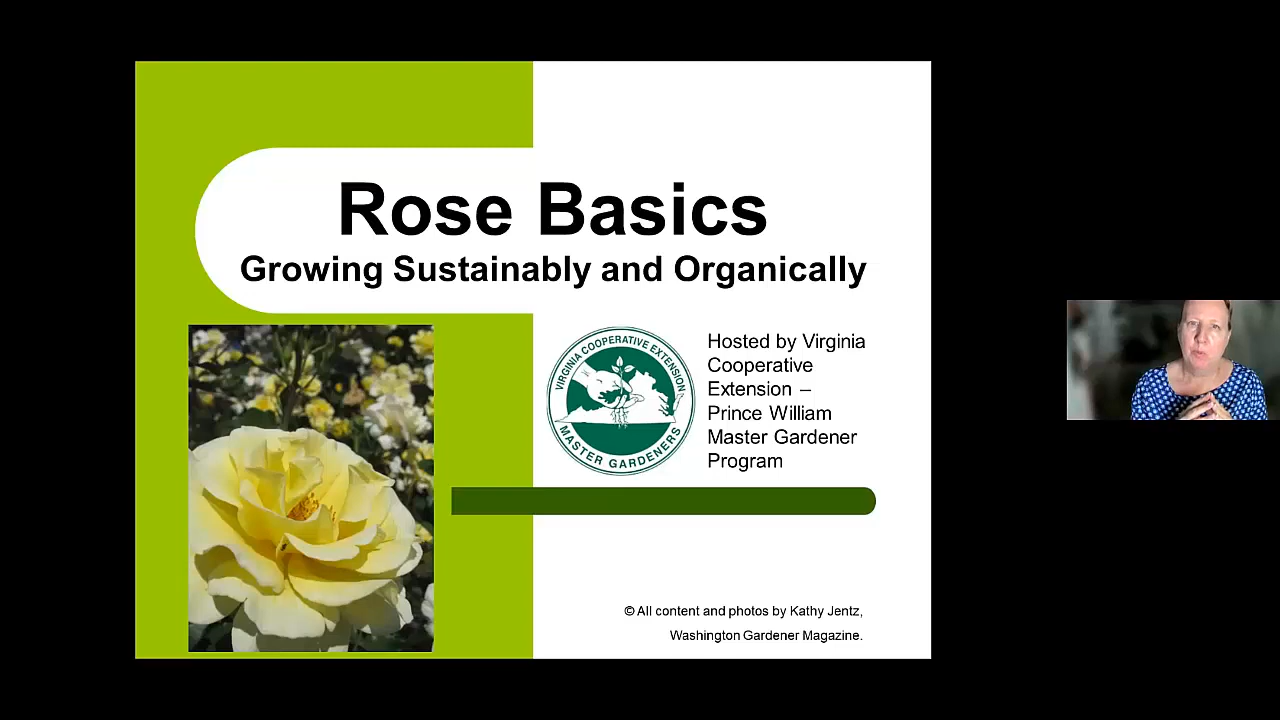 Rose Basics
Growing Sustainably and Organically
VIRGINIA COOPERATIVE EXTENSION
MASTER GARDENERS
Hosted by Virginia
Cooperative
Extension –
Prince William
Master Gardener
Program
© All content and photos by Kathy Jentz,
Washington Gardener Magazine.